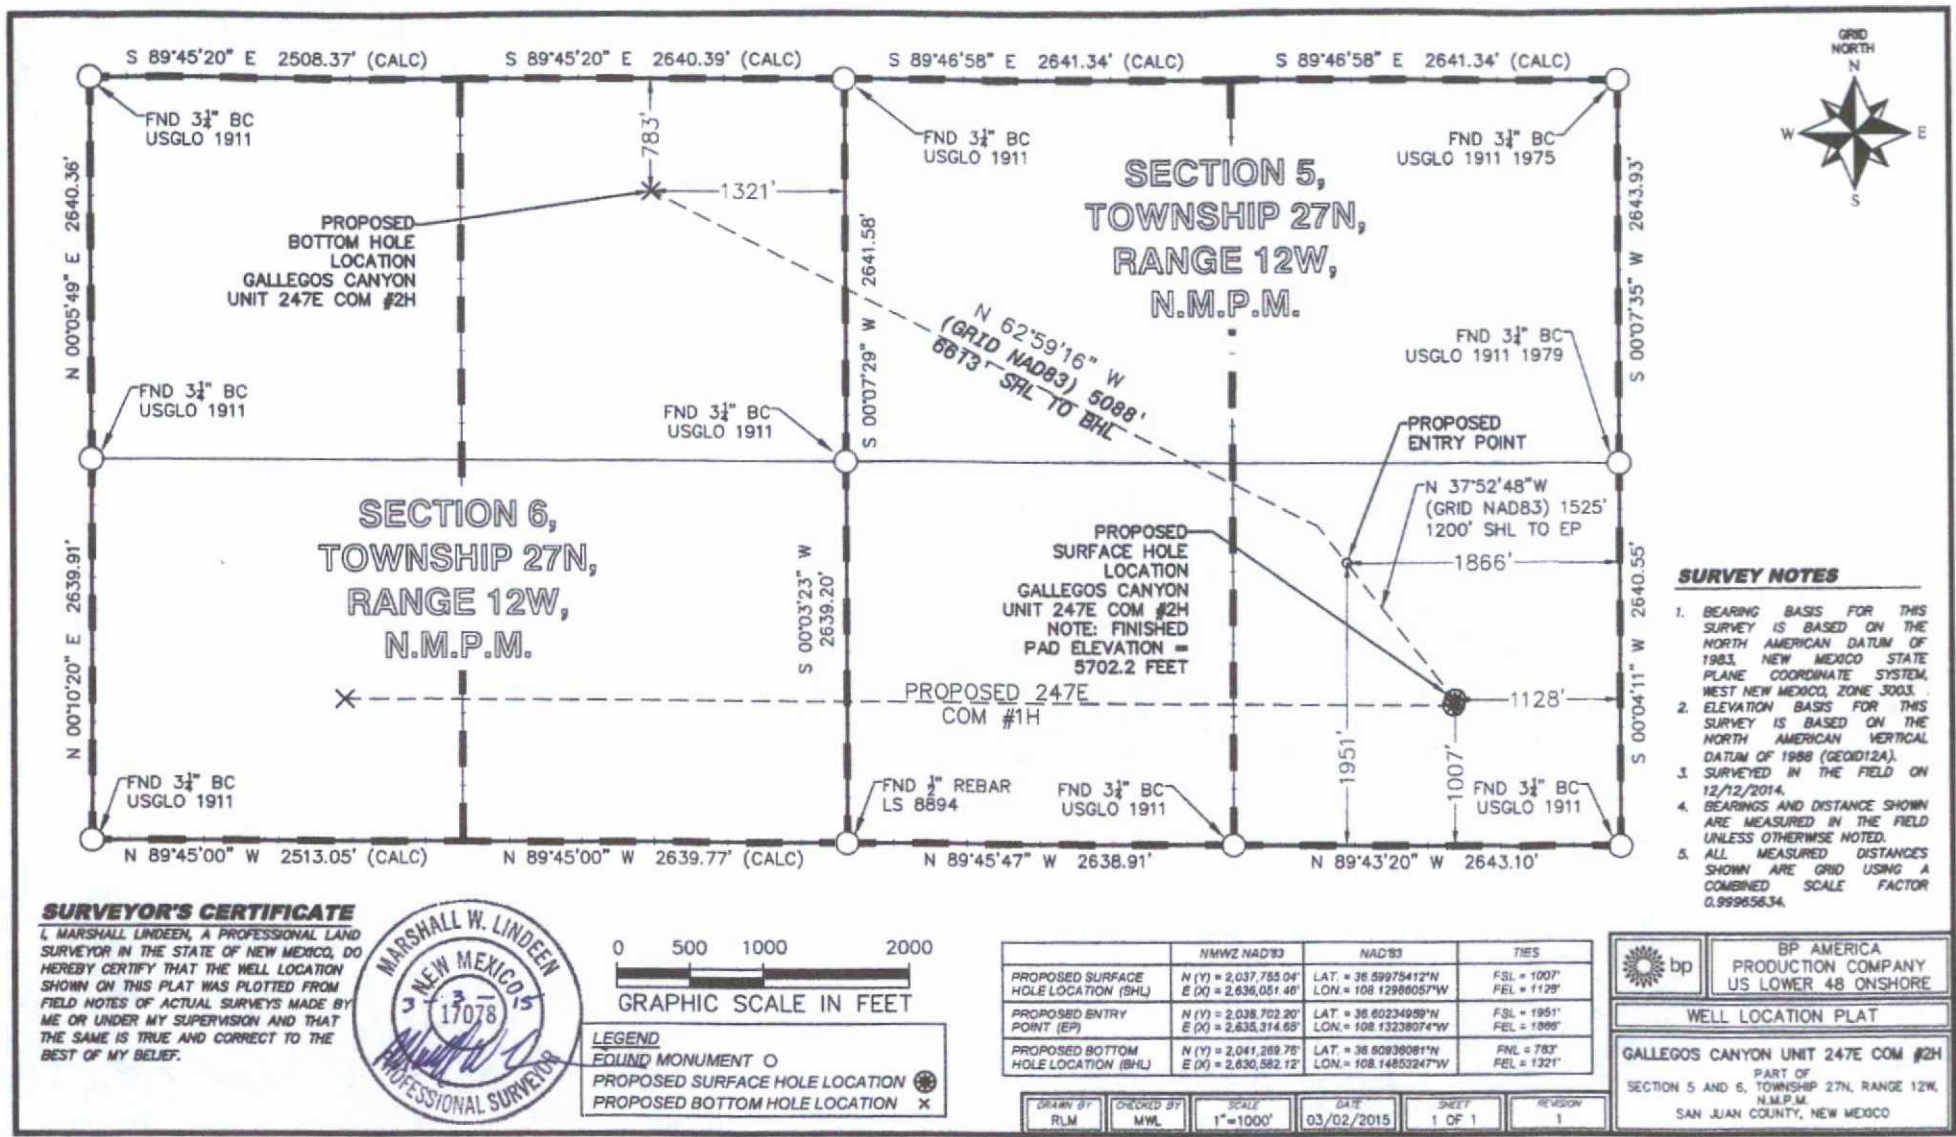 S 89°45'20" E 2508.37' (CALC)
S 89°45'20" E 2640.39' (CALC)
S 89°46'58" E 2641.34' (CALC)
S 89°46'58" E 2641.34' (CALC)
GRID
NORTH
N
W
E
S
FND 3¼" BC
USGLO 1911
783'
1321'
FND 3¼" BC
USGLO 1911
FND 3¼" BC
USGLO 1911 1975
SECTION 5,
TOWNSHIP 27N,
RANGE 12W,
N.M.P.M.
N 00°05'49" E 2640.36'
PROPOSED
BOTTOM HOLE
LOCATION
GALLEGOS CANYON
UNIT 247E COM #2H
S 00°07'29" W 2641.58'
S 00°07'35" W 2643.93'
N 62°59'16" W
(GRID NAD83) 5088'
6613' SHL TO BHL
FND 3¼" BC
USGLO 1911 1979
FND 3¼" BC
USGLO 1911
FND 3¼" BC
USGLO 1911
PROPOSED
ENTRY POINT
N 37°52'48"W
(GRID NAD83) 1525'
1200' SHL TO EP
1866'
SECTION 6,
TOWNSHIP 27N,
RANGE 12W,
N.M.P.M.
N 00°10'20" E 2639.91'
S 00°03'23" W
2639.20'
PROPOSED
SURFACE HOLE
LOCATION
GALLEGOS CANYON
UNIT 247E COM #2H
NOTE: FINISHED
PAD ELEVATION =
5702.2 FEET
S 00°04'11" W 2640.55'
PROPOSED 247E
COM #1H
1128'
1951'
1007'
FND 3¼" BC
USGLO 1911
FND ½" REBAR
LS 8894
FND 3¼" BC
USGLO 1911
FND 3¼" BC
USGLO 1911
N 89°45'00" W 2513.05' (CALC)
N 89°45'00" W 2639.77' (CALC)
N 89°45'47" W 2638.91'
N 89°43'20" W 2643.10'
SURVEY NOTES
1. BEARING BASIS FOR THIS
SURVEY IS BASED ON THE
NORTH AMERICAN DATUM OF
1983, NEW MEXICO STATE
PLANE COORDINATE SYSTEM,
WEST NEW MEXICO, ZONE 3003.
2. ELEVATION BASIS FOR THIS
SURVEY IS BASED ON THE
NORTH AMERICAN VERTICAL
DATUM OF 1988 (GEOID12A).
3. SURVEYED IN THE FIELD ON
12/12/2014.
4. BEARINGS AND DISTANCE SHOWN
ARE MEASURED IN THE FIELD
UNLESS OTHERWISE NOTED.
5. ALL MEASURED DISTANCES
SHOWN ARE GRID USING A
COMBINED SCALE FACTOR
0.99965634.
SURVEYOR'S CERTIFICATE
I, MARSHALL LINDEEN, A PROFESSIONAL LAND
SURVEYOR IN THE STATE OF NEW MEXICO, DO
HEREBY CERTIFY THAT THE WELL LOCATION
SHOWN ON THIS PLAT WAS PLOTTED FROM
FIELD NOTES OF ACTUAL SURVEYS MADE BY
ME OR UNDER MY SUPERVISION AND THAT
THE SAME IS TRUE AND CORRECT TO THE
BEST OF MY BELIEF.
MARSHALL W. LINDEEN
NEW MEXICO
3-3-15
17078
PROFESSIONAL SURVEYOR
0 500 1000 2000
GRAPHIC SCALE IN FEET
LEGEND
FOUND MONUMENT
PROPOSED SURFACE HOLE LOCATION
PROPOSED BOTTOM HOLE LOCATION
NMWZ NAD'83 NAD'83 TIES
PROPOSED SURFACE N (Y) = 2,037,755.04' LAT. = 36.59975412°N FSL = 1007'
HOLE LOCATION (SHL) E (X) = 2,636,051.46' LON.= 108.12986057°W FEL = 1128'
PROPOSED ENTRY N (Y) = 2,038,702.20' LAT. = 36.60234959°N FSL = 1951'
POINT (EP) E (X) = 2,635,314.65' LON.= 108.13238074°W FEL = 1866'
PROPOSED BOTTOM N (Y) = 2,041,269.76' LAT. = 36.60936081°N FNL = 783'
HOLE LOCATION (BHL) E (X) = 2,630,582.12' LON.= 108.14853247°W FEL = 1321'
DRAWN BY CHECKED BY SCALE DATE SHEET REVISION
RLM MWL 1"=1000' 03/02/2015 1 OF 1 1
bp
BP AMERICA
PRODUCTION COMPANY
US LOWER 48 ONSHORE
WELL LOCATION PLAT
GALLEGOS CANYON UNIT 247E COM #2H
PART OF
SECTION 5 AND 6, TOWNSHIP 27N, RANGE 12W,
N.M.P.M.
SAN JUAN COUNTY, NEW MEXICO